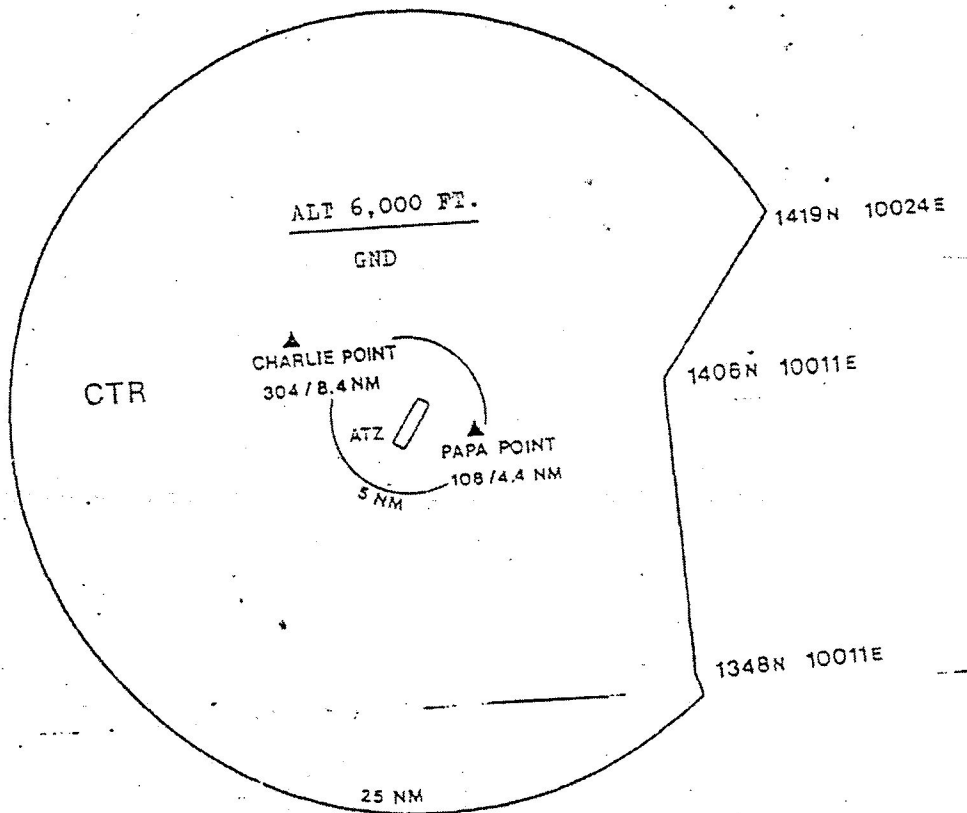 ALT 6,000 FT.
GND
1419N 10024E
CHARLIE POINT
304/8.4 NM
CTR
1406N 10011E
ATZ
PAPA POINT
108/4.4 NM
5 NM
1348N 10011E
25 NM